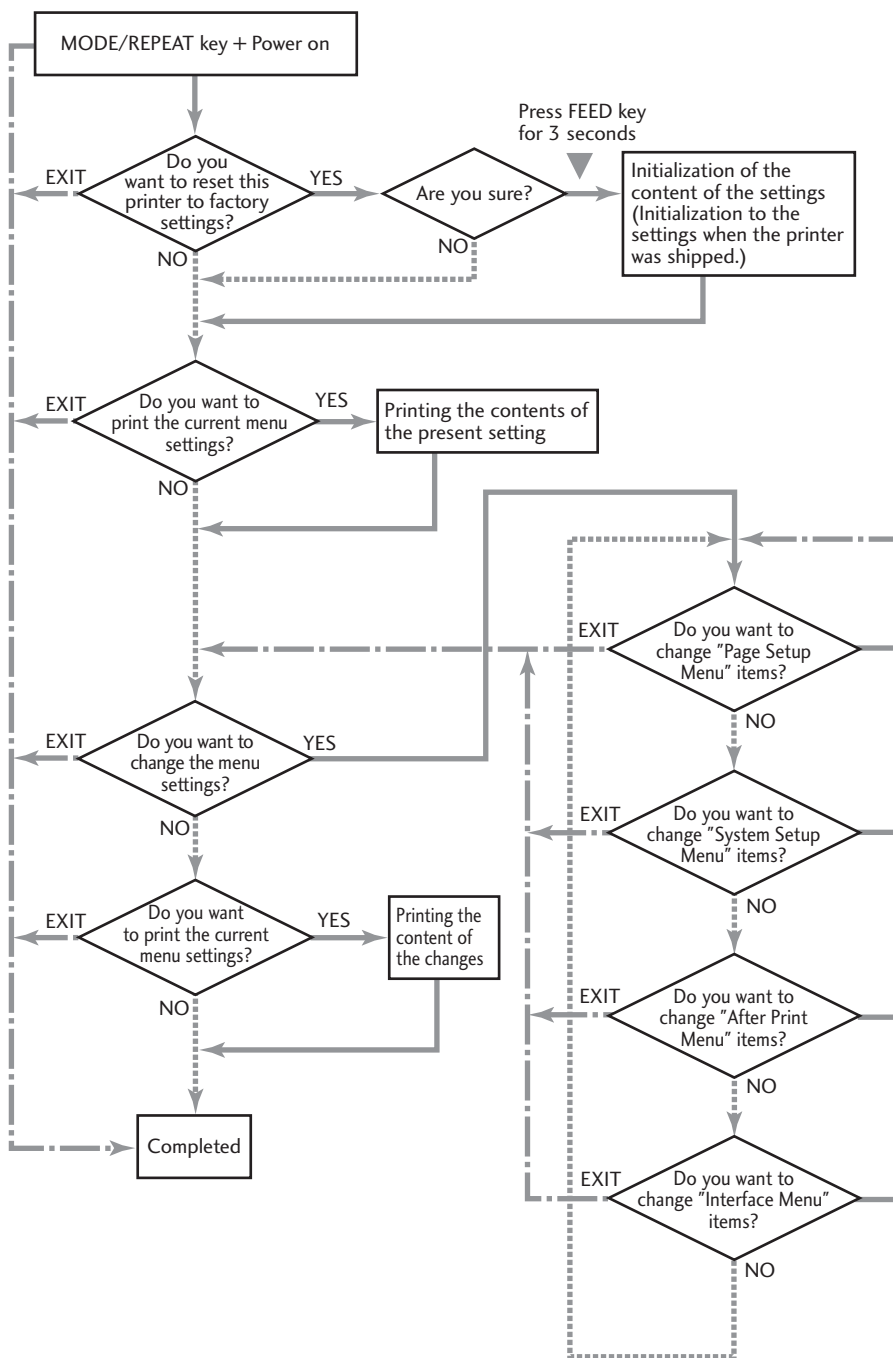 MODE/REPEAT key + Power on
Press FEED key
for 3 seconds
Do you
want to reset this
printer to factory
settings?
EXIT
YES
NO
Are you sure?
NO
Initialization of the
content of the settings
(Initialization to the
settings when the printer
was shipped.)
Do you want to
print the current menu
settings?
EXIT
YES
NO
Printing the contents of
the present setting
Do you want to
change the menu
settings?
EXIT
YES
NO
Do you want
to print the current
menu settings?
EXIT
YES
NO
Printing the
content of
the changes
Completed
EXIT
Do you want to
change "Page Setup
Menu" items?
NO
EXIT
Do you want to
change "System Setup
Menu" items?
NO
EXIT
Do you want to
change "After Print
Menu" items?
NO
EXIT
Do you want to
change "Interface Menu"
items?
NO